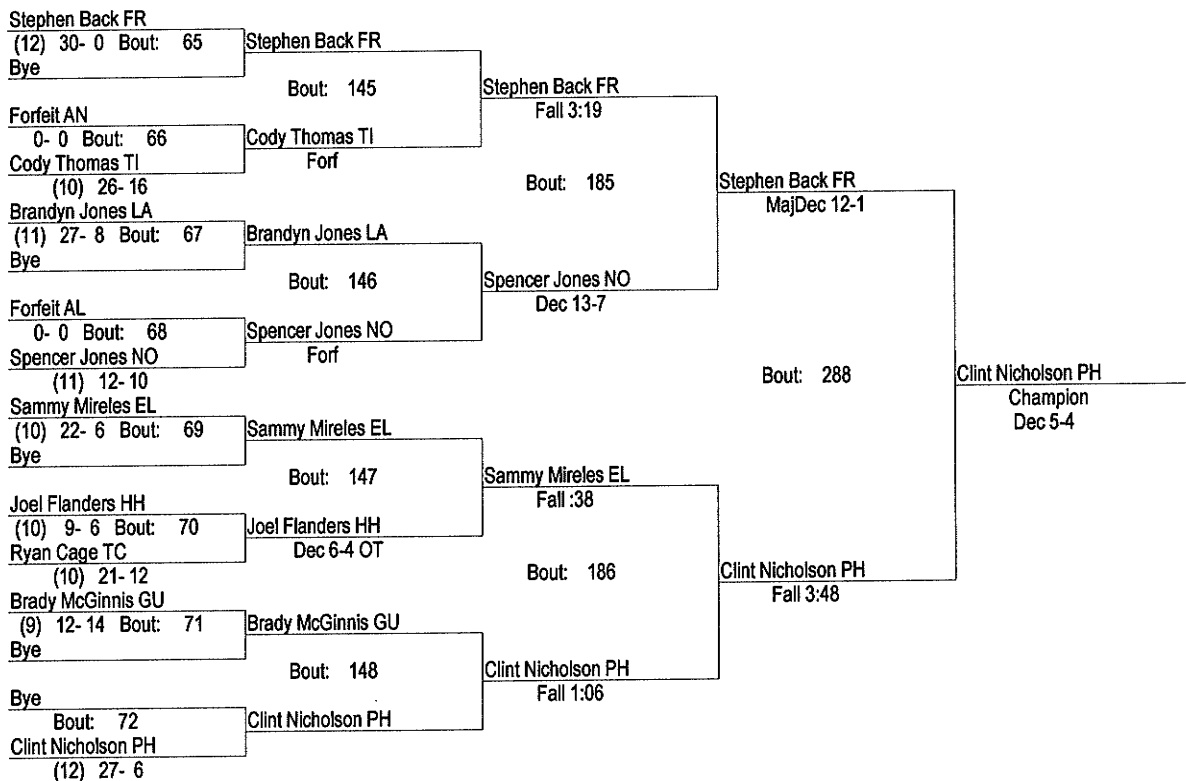 Stephen Back FR
(12) 30- 0 Bout: 65
Bye
Forfeit AN
0- 0 Bout: 66
Cody Thomas TI
(10) 26- 16
Brandyn Jones LA
(11) 27- 8 Bout: 67
Bye
Forfeit AL
0- 0 Bout: 68
Spencer Jones NO
(11) 12- 10
Sammy Mireles EL
(10) 22- 6 Bout: 69
Bye
Joel Flanders HH
(10) 9- 6 Bout: 70
Ryan Cage TC
(10) 21- 12
Brady McGinnis GU
(9) 12- 14 Bout: 71
Bye
Bye
Bout: 72
Clint Nicholson PH
(12) 27- 6
Stephen Back FR
Bout: 145
Cody Thomas TI
Forf
Brandyn Jones LA
Bout: 146
Spencer Jones NO
Forf
Sammy Mireles EL
Bout: 147
Joel Flanders HH
Dec 6-4 OT
Brady McGinnis GU
Bout: 148
Clint Nicholson PH
Stephen Back FR
Fall 3:19
Bout: 185
Spencer Jones NO
Dec 13-7
Sammy Mireles EL
Fall :38
Bout: 186
Clint Nicholson PH
Fall 1:06
Stephen Back FR
MajDec 12-1
Bout: 288
Clint Nicholson PH
Fall 3:48
Clint Nicholson PH
Champion
Dec 5-4